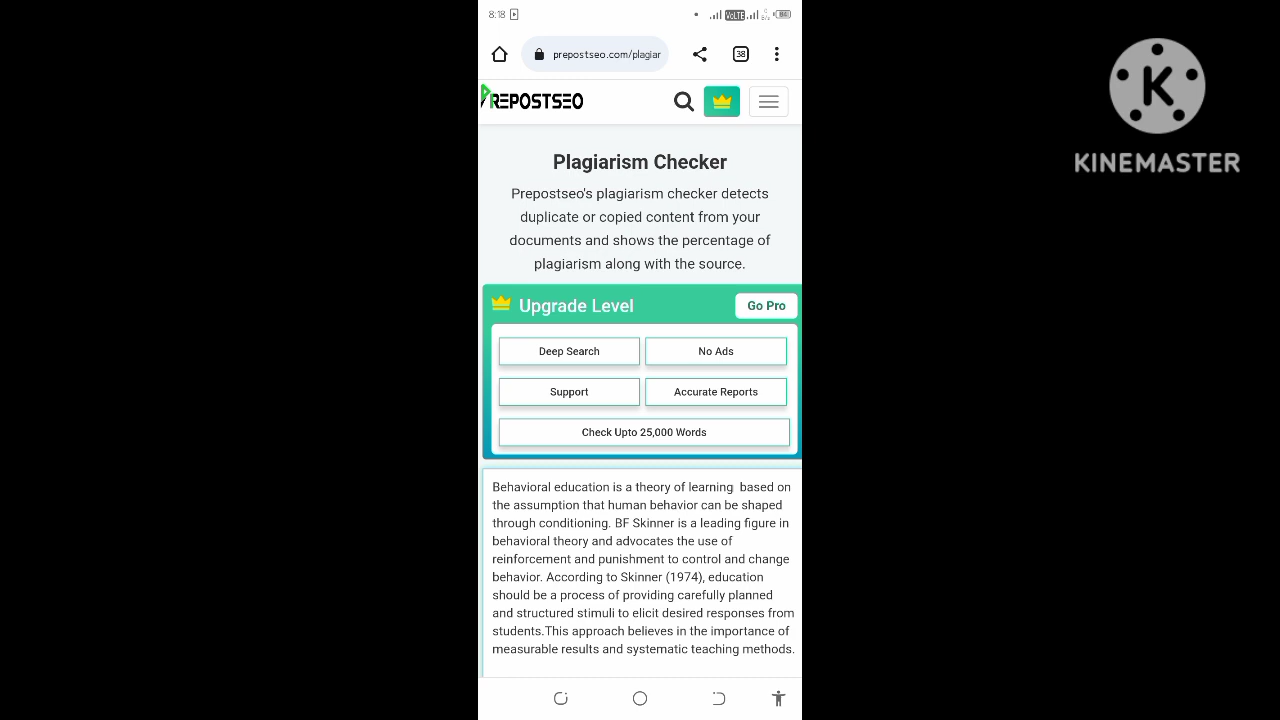 8:18
VoLTE
prepostseo.com/plagiar
38
PREPOSTSEO
K
KINEMASTER
Plagiarism Checker
Prepostseo's plagiarism checker detects
duplicate or copied content from your
documents and shows the percentage of
plagiarism along with the source.
Upgrade Level
Go Pro
Deep Search
No Ads
Support
Accurate Reports
Check Upto 25,000 Words
Behavioral education is a theory of learning  based on
the assumption that human behavior can be shaped
through conditioning. BF Skinner is a leading figure in
behavioral theory and advocates the use of
reinforcement and punishment to control and change
behavior. According to Skinner (1974), education
should be a process of providing carefully planned
and structured stimuli to elicit desired responses from
students.This approach believes in the importance of
measurable results and systematic teaching methods.